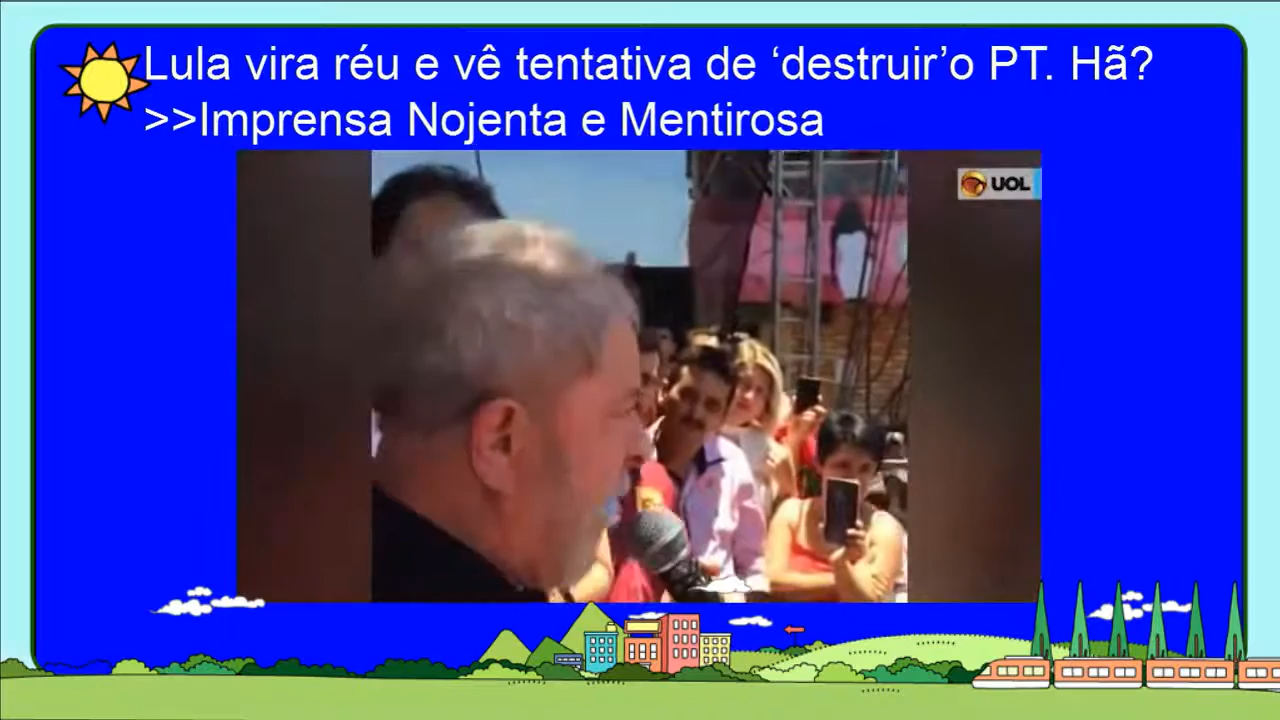 Lula vira réu e vê tentativa de ‘destruir’o PT. Hã?
>>Imprensa Nojenta e Mentirosa
UOL